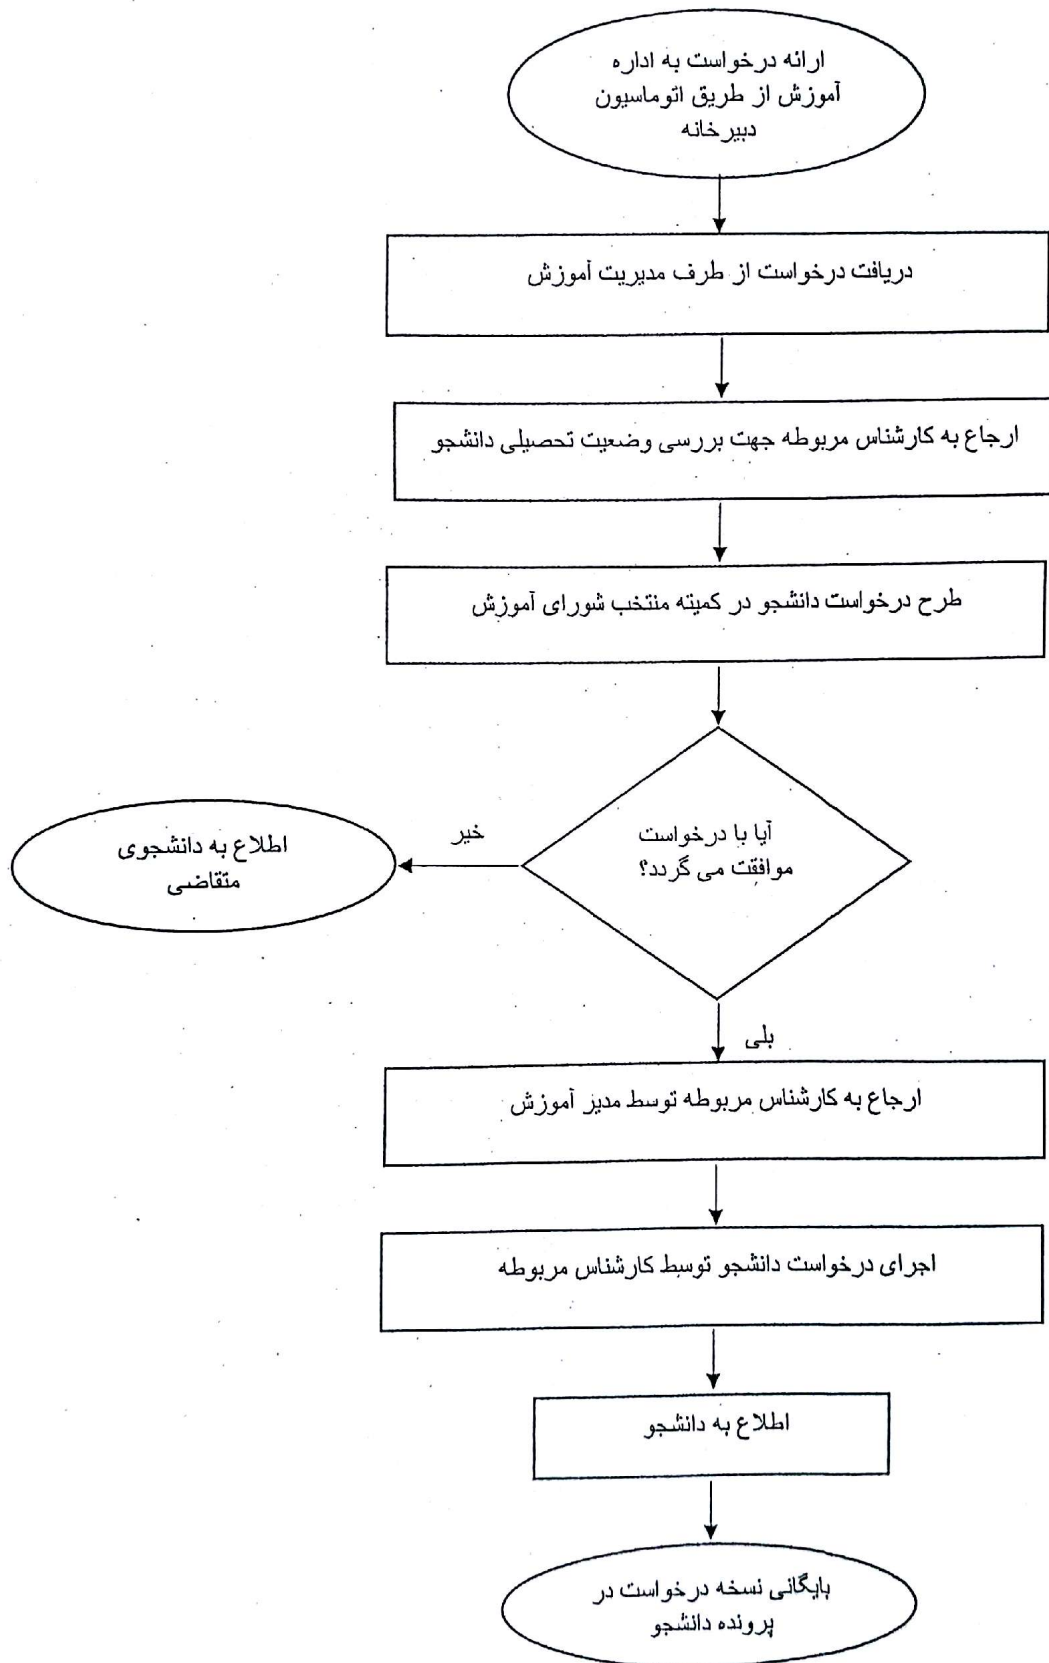 ارائه درخواست به اداره
آموزش از طریق اتوماسیون
دبیرخانه
دریافت درخواست از طرف مدیریت آموزش
ارجاع به کارشناس مربوطه جهت بررسی وضعیت تحصیلی دانشجو
طرح درخواست دانشجو در کمیته منتخب شورای آموزش
آیا با درخواست
موافقت می گردد؟
خیر
اطلاع به دانشجوی
متقاضی
بلی
ارجاع به کارشناس مربوطه توسط مدیر آموزش
اجرای درخواست دانشجو توسط کارشناس مربوطه
اطلاع به دانشجو
بایگانی نسخه درخواست در
پرونده دانشجو